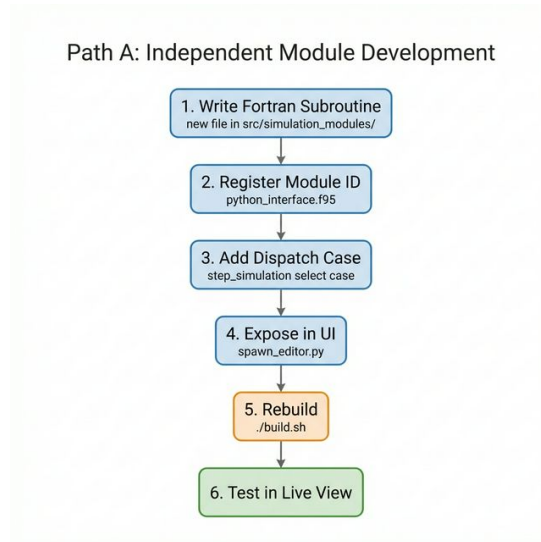 Path A: Independent Module Development
1. Write Fortran Subroutine
new file in src/simulation_modules/
2. Register Module ID
python_interface.f95
3. Add Dispatch Case
step_simulation select case
4. Expose in UI
spawn_editor.py
5. Rebuild
./build.sh
6. Test in Live View